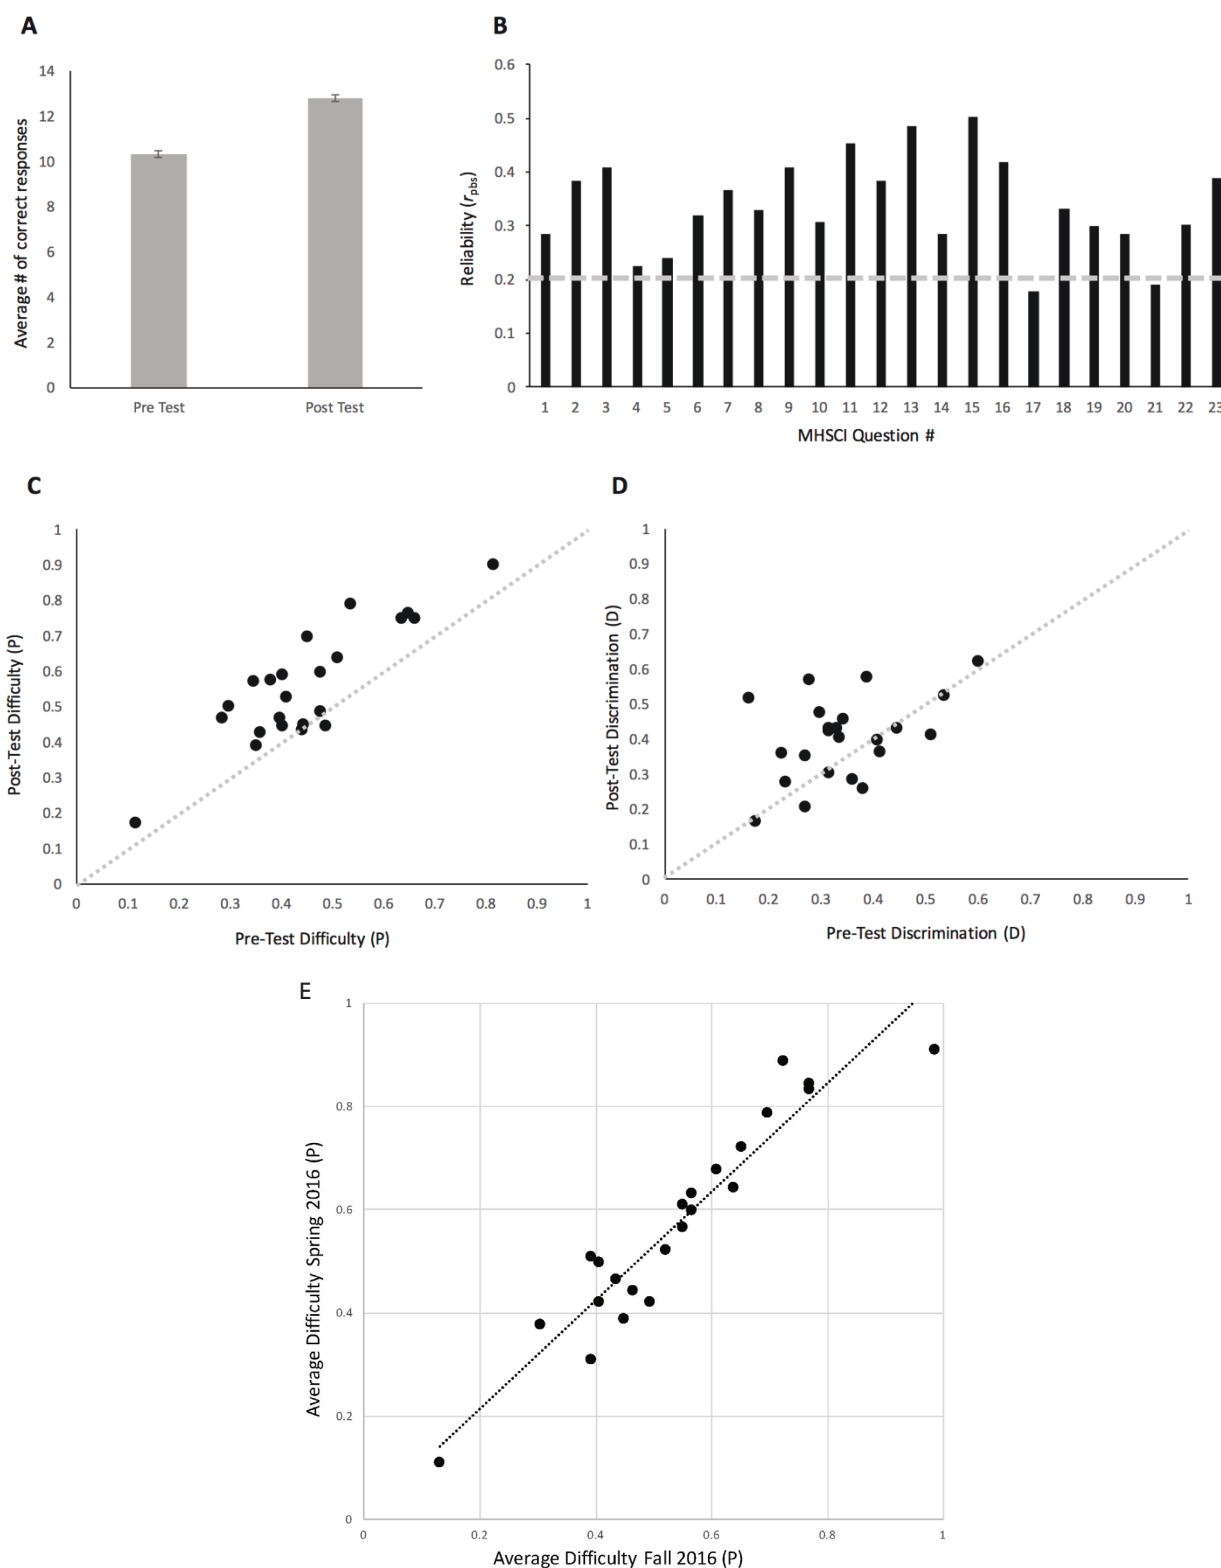 A
Average # of correct responses
14
12
10
8
6
4
2
0
Pre Test
Post Test
B
Reliability (rpbs)
0.6
0.5
0.4
0.3
0.2
0.1
0
1 2 3 4 5 6 7 8 9 10 11 12 13 14 15 16 17 18 19 20 21 22 23
MHSCI Question #
C
Post-Test Difficulty (P)
1
0.9
0.8
0.7
0.6
0.5
0.4
0.3
0.2
0.1
0
0 0.1 0.2 0.3 0.4 0.5 0.6 0.7 0.8 0.9 1
Pre-Test Difficulty (P)
D
Post-Test Discrimination (D)
1
0.9
0.8
0.7
0.6
0.5
0.4
0.3
0.2
0.1
0
0 0.1 0.2 0.3 0.4 0.5 0.6 0.7 0.8 0.9 1
Pre-Test Discrimination (D)
E
Average Difficulty Spring 2016 (P)
1
0.8
0.6
0.4
0.2
0
0 0.2 0.4 0.6 0.8 1
Average Difficulty Fall 2016 (P)